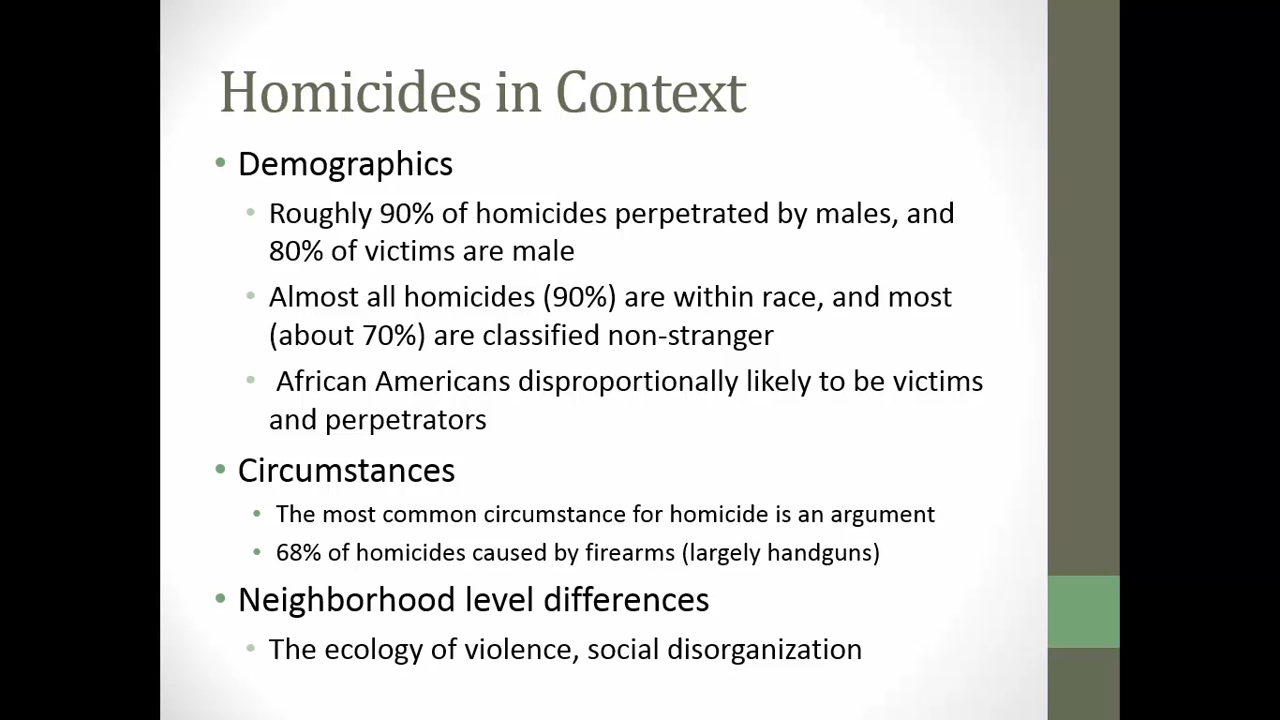 Homicides in Context
• Demographics
• Roughly 90% of homicides perpetrated by males, and
80% of victims are male
• Almost all homicides (90%) are within race, and most
(about 70%) are classified non-stranger
• African Americans disproportionally likely to be victims
and perpetrators
• Circumstances
• The most common circumstance for homicide is an argument
• 68% of homicides caused by firearms (largely handguns)
• Neighborhood level differences
• The ecology of violence, social disorganization